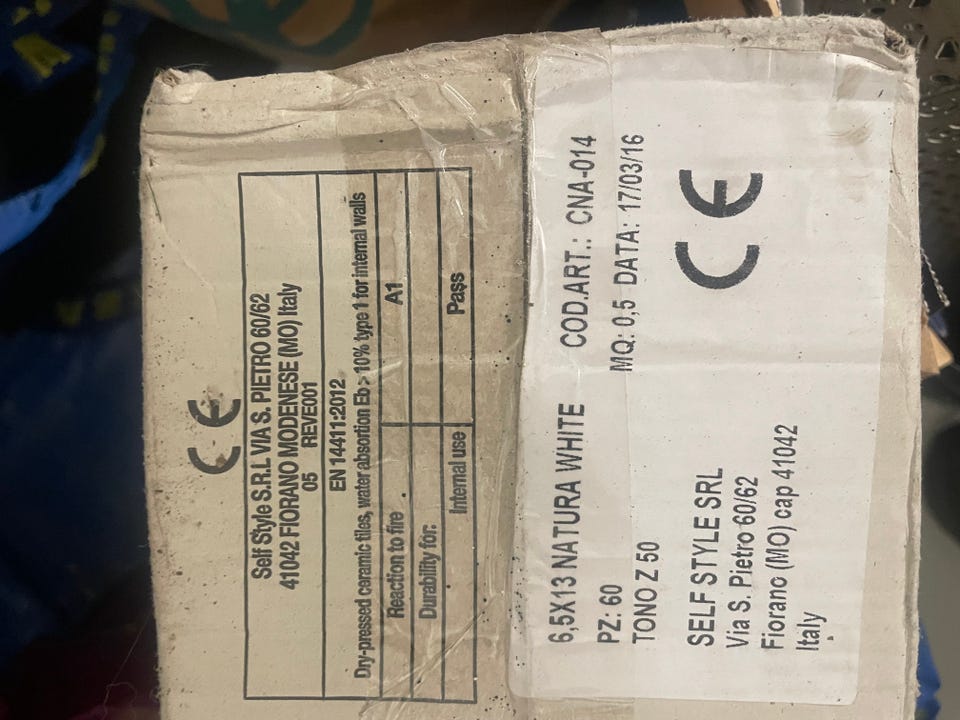 CE
Self Style S.R.L VIA S. PIETRO 60/62
41042 FIORANO MODENESE (MO) Italy
05 REVE001
EN 14411:2012
Dry-pressed ceramic tiles, water absortion Eb > 10% type 1 for internal walls
Reaction to fire A1
Durability for:
Internal use Pass
6,5X13 NATURA WHITE COD.ART.: CNA-014
PZ: 60 MQ: 0,5 DATA: 17/03/16
TONO Z 50
CE
SELF STYLE SRL
Via S. Pietro 60/62
Fiorano (MO) cap 41042
Italy